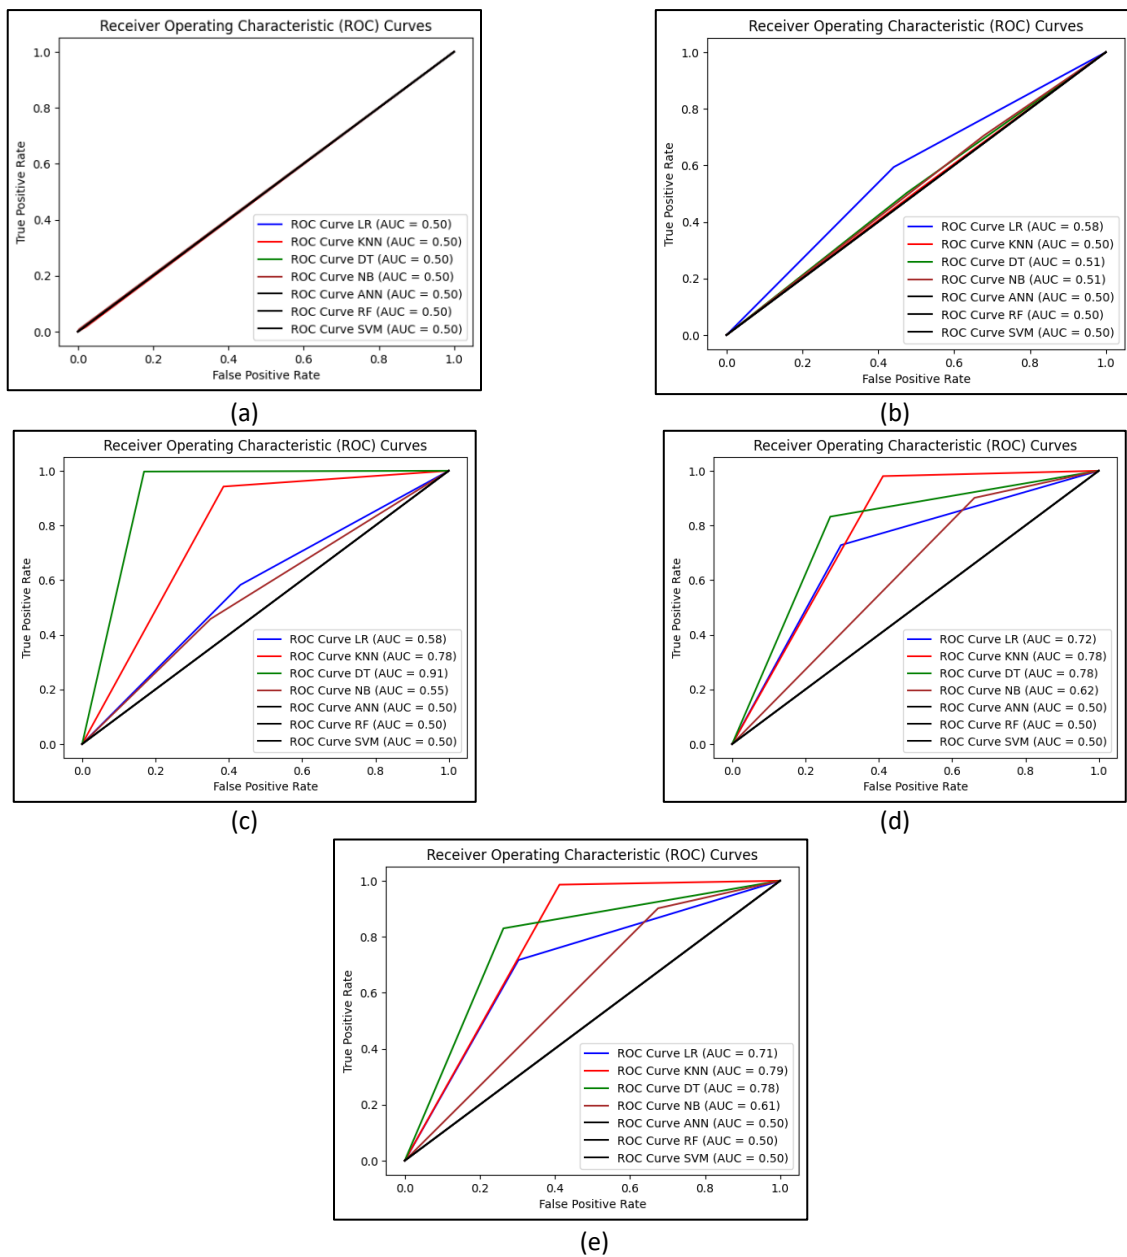 Receiver Operating Characteristic (ROC) Curves
True Positive Rate
1.0
0.8
0.6
0.4
0.2
0.0
ROC Curve LR (AUC = 0.50)
ROC Curve KNN (AUC = 0.50)
ROC Curve DT (AUC = 0.50)
ROC Curve NB (AUC = 0.50)
ROC Curve ANN (AUC = 0.50)
ROC Curve RF (AUC = 0.50)
ROC Curve SVM (AUC = 0.50)
0.0 0.2 0.4 0.6 0.8 1.0
False Positive Rate
(a)
Receiver Operating Characteristic (ROC) Curves
True Positive Rate
1.0
0.8
0.6
0.4
0.2
0.0
ROC Curve LR (AUC = 0.58)
ROC Curve KNN (AUC = 0.50)
ROC Curve DT (AUC = 0.51)
ROC Curve NB (AUC = 0.51)
ROC Curve ANN (AUC = 0.50)
ROC Curve RF (AUC = 0.50)
ROC Curve SVM (AUC = 0.50)
0.0 0.2 0.4 0.6 0.8 1.0
False Positive Rate
(b)
Receiver Operating Characteristic (ROC) Curves
True Positive Rate
1.0
0.8
0.6
0.4
0.2
0.0
ROC Curve LR (AUC = 0.58)
ROC Curve KNN (AUC = 0.78)
ROC Curve DT (AUC = 0.91)
ROC Curve NB (AUC = 0.55)
ROC Curve ANN (AUC = 0.50)
ROC Curve RF (AUC = 0.50)
ROC Curve SVM (AUC = 0.50)
0.0 0.2 0.4 0.6 0.8 1.0
False Positive Rate
(c)
Receiver Operating Characteristic (ROC) Curves
True Positive Rate
1.0
0.8
0.6
0.4
0.2
0.0
ROC Curve LR (AUC = 0.72)
ROC Curve KNN (AUC = 0.78)
ROC Curve DT (AUC = 0.78)
ROC Curve NB (AUC = 0.62)
ROC Curve ANN (AUC = 0.50)
ROC Curve RF (AUC = 0.50)
ROC Curve SVM (AUC = 0.50)
0.0 0.2 0.4 0.6 0.8 1.0
False Positive Rate
(d)
Receiver Operating Characteristic (ROC) Curves
True Positive Rate
1.0
0.8
0.6
0.4
0.2
0.0
ROC Curve LR (AUC = 0.71)
ROC Curve KNN (AUC = 0.79)
ROC Curve DT (AUC = 0.78)
ROC Curve NB (AUC = 0.61)
ROC Curve ANN (AUC = 0.50)
ROC Curve RF (AUC = 0.50)
ROC Curve SVM (AUC = 0.50)
0.0 0.2 0.4 0.6 0.8 1.0
False Positive Rate
(e)